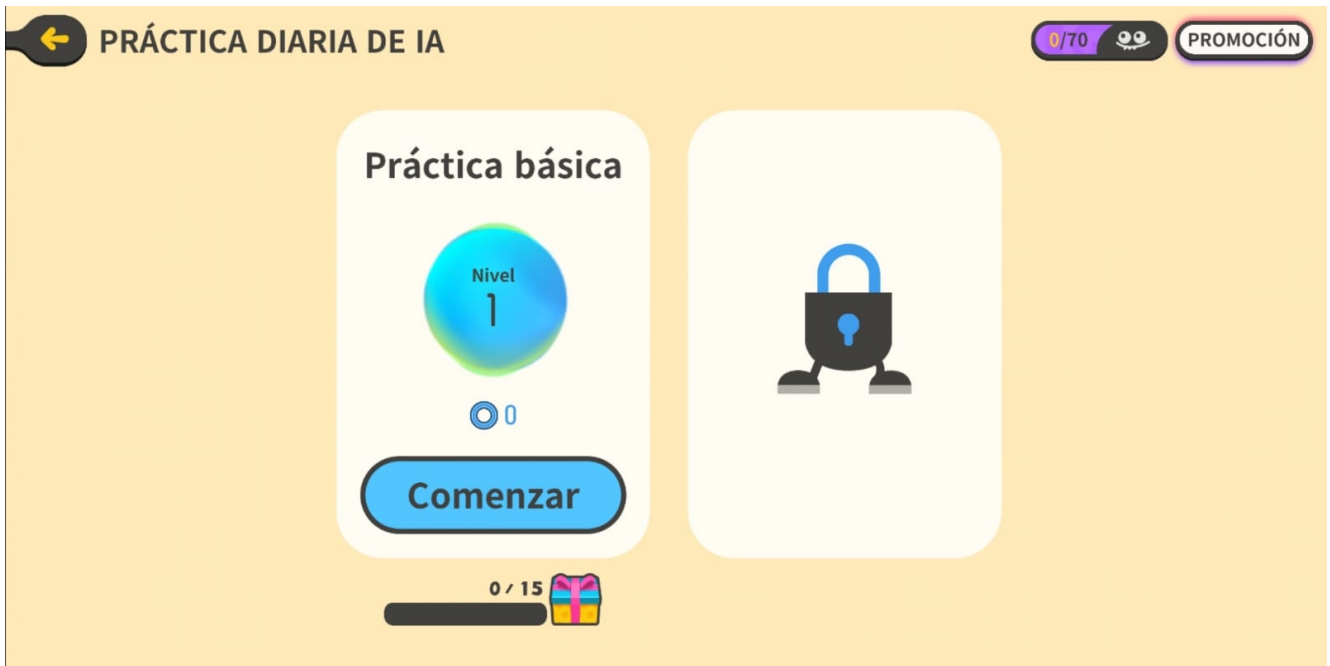 PRÁCTICA DIARIA DE IA
0/70
PROMOCIÓN
Práctica básica
Nivel
1
0
Comenzar
0 / 15